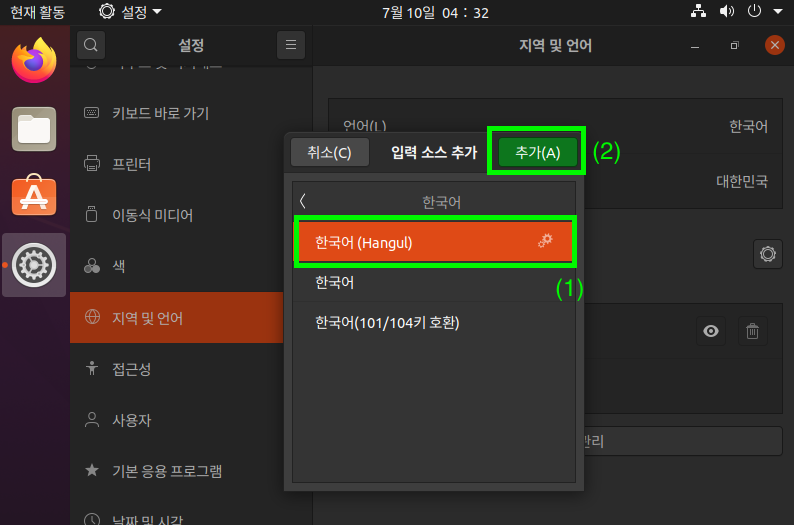 현재 활동
설정
7월 10일 04 : 32
설정
지역 및 언어
키보드 바로 가기
프린터
이동식 미디어
색
지역 및 언어
접근성
사용자
기본 응용 프로그램
날짜 및 시각
언어(L)
한국어
대한민국
관리
취소(C)
입력 소스 추가
추가(A)
(2)
한국어
한국어 (Hangul)
(1)
한국어
한국어(101/104키 호환)